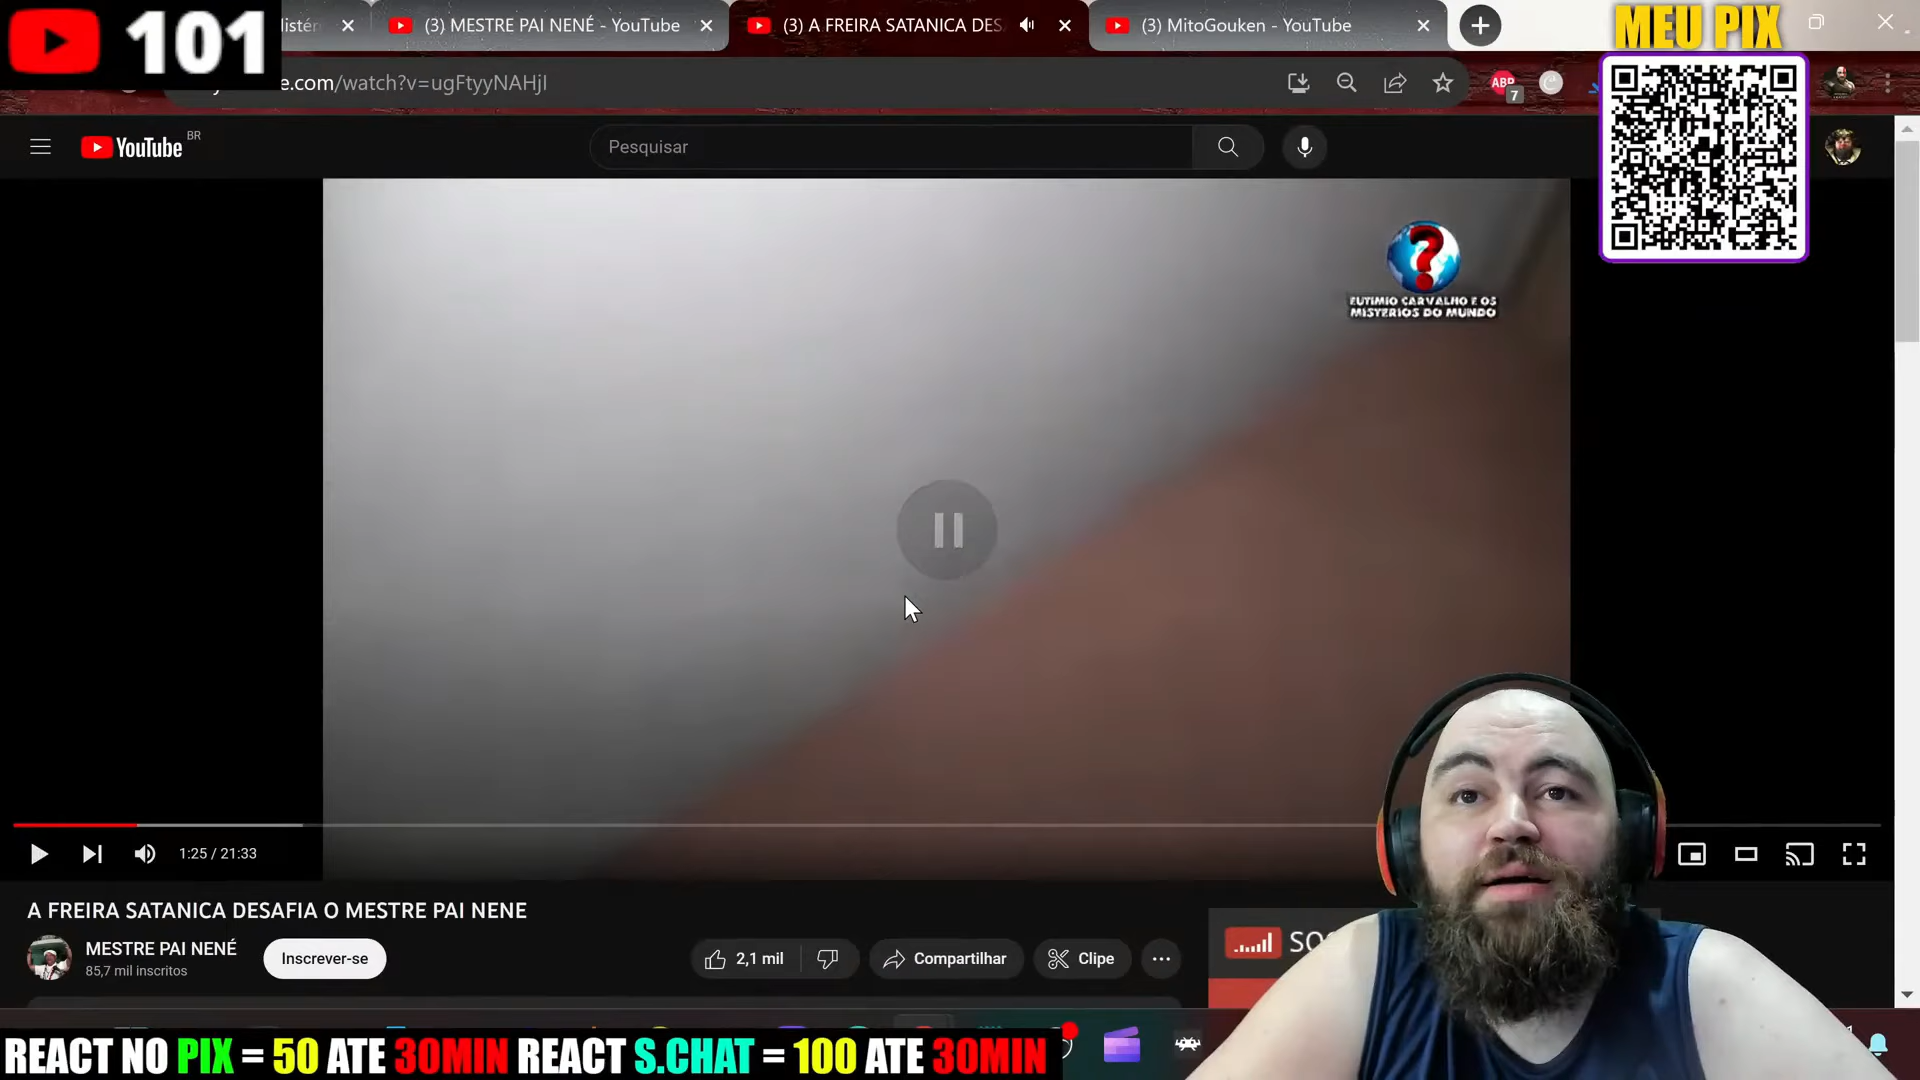 101
istér
(3) MESTRE PAI NENÉ - YouTube
(3) A FREIRA SATANICA DES
(3) MitoGouken - YouTube
MEU PIX
e.com/watch?v=ugFtyyNAHjI
ABP
7
YouTube
BR
Pesquisar
?
EUTIMIO CARVALHO E OS
MISTERIOS DO MUNDO
1:25 / 21:33
A FREIRA SATANICA DESAFIA O MESTRE PAI NENE
MESTRE PAI NENÉ
85,7 mil inscritos
Inscrever-se
2,1 mil
Compartilhar
Clipe
REACT NO PIX = 50 ATE 30MIN REACT S.CHAT = 100 ATE 30MIN